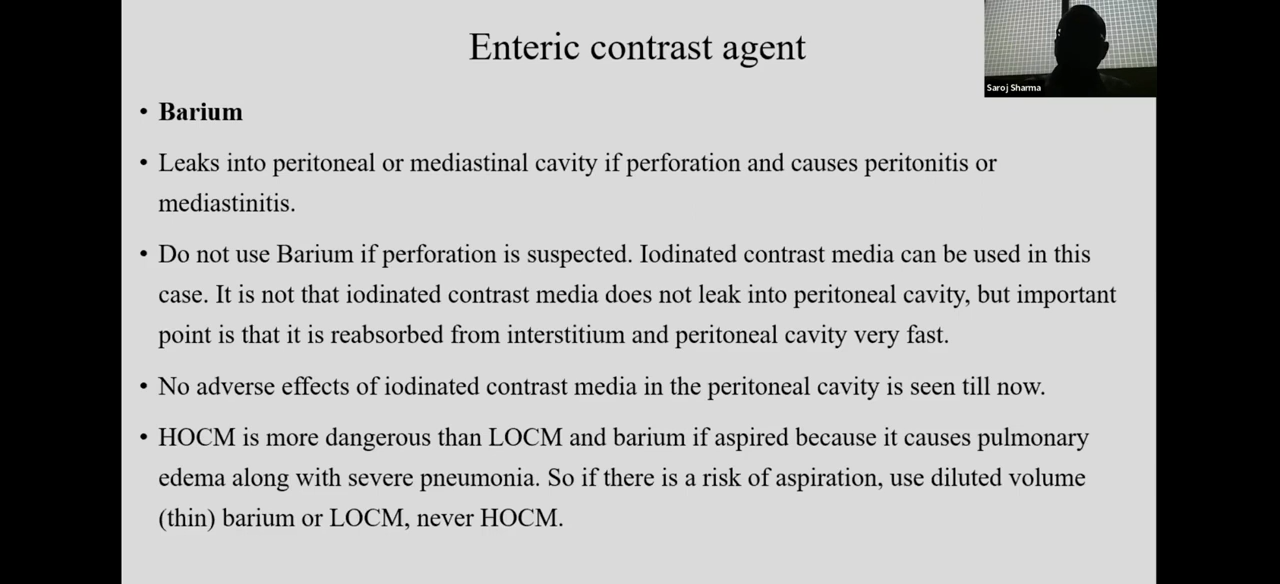 Enteric contrast agent
Saroj Sharma
• Barium
• Leaks into peritoneal or mediastinal cavity if perforation and causes peritonitis or
mediastinitis.
• Do not use Barium if perforation is suspected. Iodinated contrast media can be used in this
case. It is not that iodinated contrast media does not leak into peritoneal cavity, but important
point is that it is reabsorbed from interstitium and peritoneal cavity very fast.
• No adverse effects of iodinated contrast media in the peritoneal cavity is seen till now.
• HOCM is more dangerous than LOCM and barium if aspired because it causes pulmonary
edema along with severe pneumonia. So if there is a risk of aspiration, use diluted volume
(thin) barium or LOCM, never HOCM.